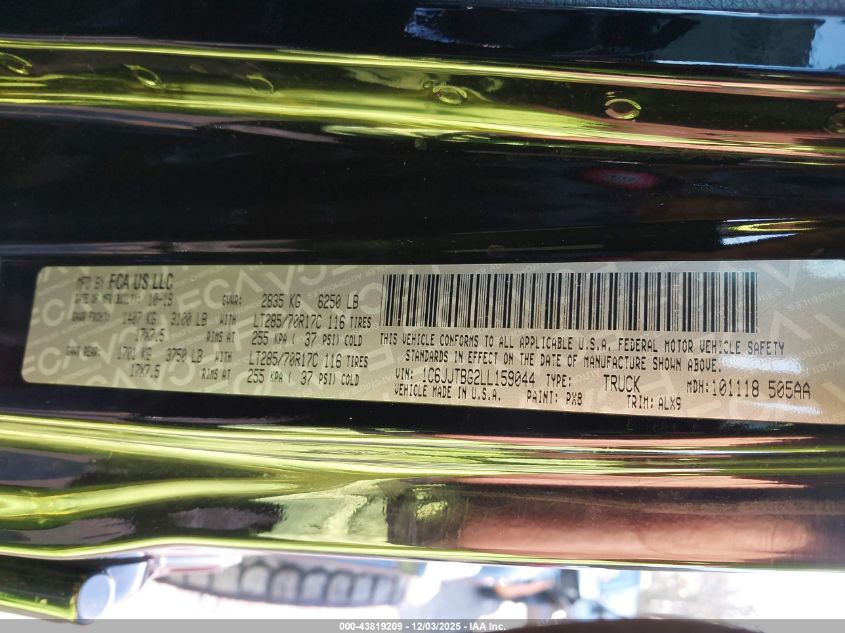 MFD BY FCA US LLC
DATE OF MFR 10-19 GVWR: 2835 KG 6250 LB
GAWR FRONT: 1407 KG 3100 LB WITH LT285/70R17C 116 TIRES
17X7.5 RIMS AT 255 KPA ( 37 PSI) COLD
GAWR REAR: 1701 KG 3750 LB WITH LT285/70R17C 116 TIRES
17X7.5 RIMS AT 255 KPA ( 37 PSI) COLD
THIS VEHICLE CONFORMS TO ALL APPLICABLE U.S.A. FEDERAL MOTOR VEHICLE SAFETY
STANDARDS IN EFFECT ON THE DATE OF MANUFACTURE SHOWN ABOVE.
VIN: 1C6JJTBG2LL159044 TYPE: TRUCK MDH: 101118 505AA
VEHICLE MADE IN U.S.A. PAINT: PX8 TRIM: ALX9
000-43819209 - 12/03/2025 - IAA Inc.